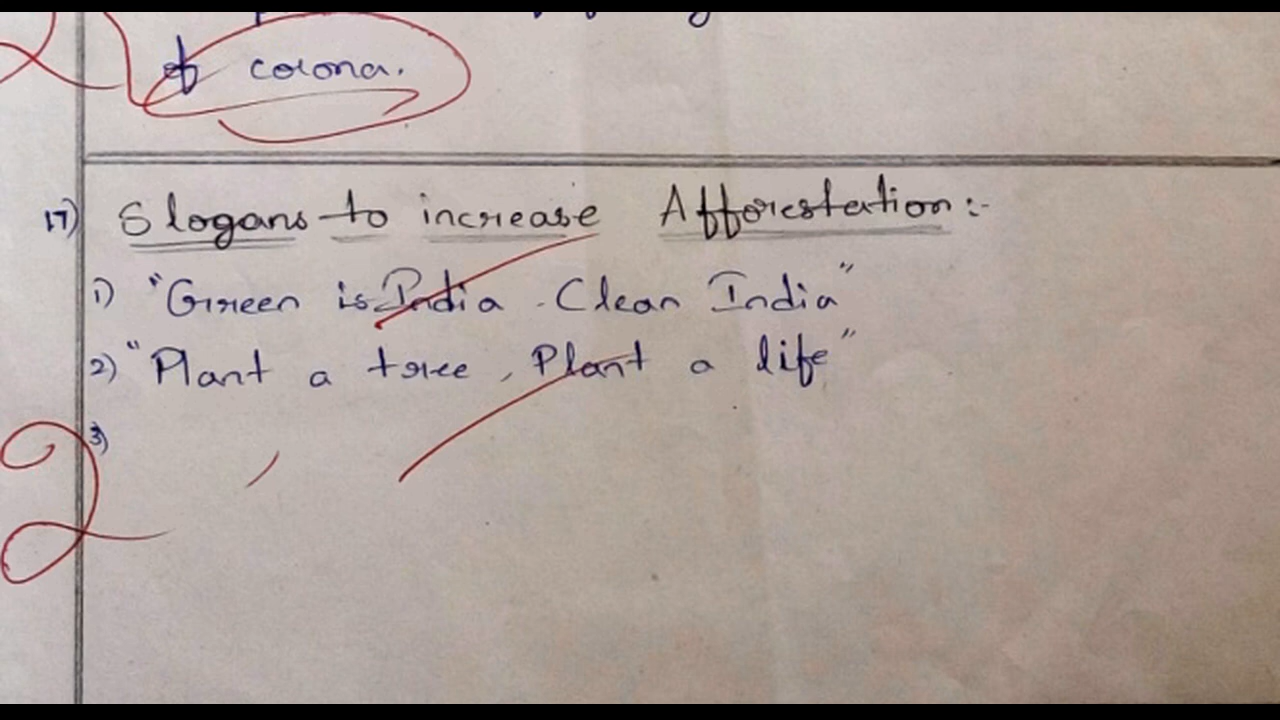 of corona.
17) Slogans to increase Afforestation:-
1) "Green is India . Clean India"
2) "Plant a tree, Plant a life"
3)
2